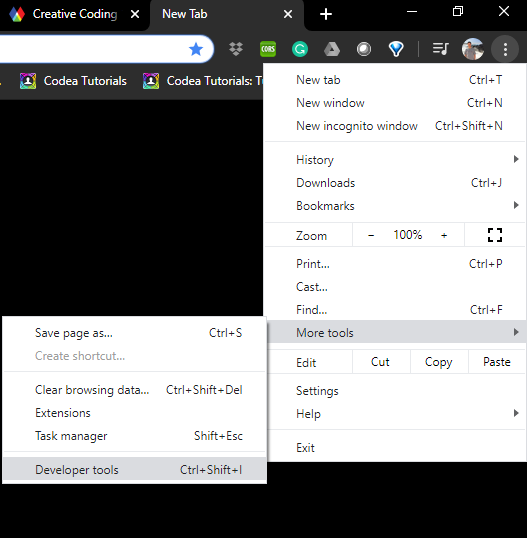 Creative Coding
New Tab
CORS
Codea Tutorials
Codea Tutorials: Tu
New tab Ctrl+T
New window Ctrl+N
New incognito window Ctrl+Shift+N
History
Downloads Ctrl+J
Bookmarks
Zoom − 100% +
Print... Ctrl+P
Cast...
Find... Ctrl+F
More tools
Edit Cut Copy Paste
Settings
Help
Exit
Save page as... Ctrl+S
Create shortcut...
Clear browsing data... Ctrl+Shift+Del
Extensions
Task manager Shift+Esc
Developer tools Ctrl+Shift+I